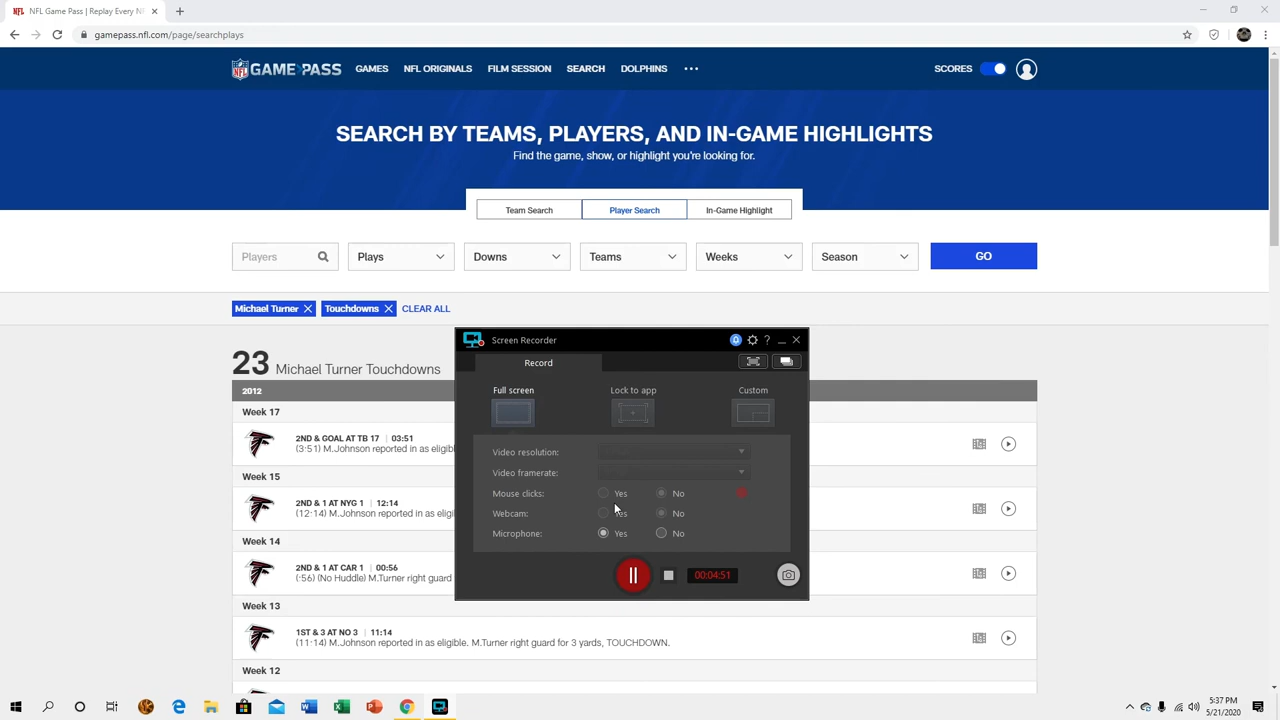 NFL Game Pass | Replay Every NF
gamepass.nfl.com/page/searchplays
NFL GAME PASS GAMES NFL ORIGINALS FILM SESSION SEARCH DOLPHINS SCORES
SEARCH BY TEAMS, PLAYERS, AND IN-GAME HIGHLIGHTS
Find the game, show, or highlight you're looking for.
Team Search Player Search In-Game Highlight
Players Plays Downs Teams Weeks Season GO
Michael Turner Touchdowns CLEAR ALL
23 Michael Turner Touchdowns
2012
Week 17
2ND & GOAL AT TB 17 | 03:51
(3:51) M.Johnson reported in as eligib
Week 15
2ND & 1 AT NYG 1 | 12:14
(12:14) M.Johnson reported in as elig
Week 14
2ND & 1 AT CAR 1 | 00:56
(:56) (No Huddle) M.Turner right guard
Week 13
1ST & 3 AT NO 3 | 11:14
(11:14) M.Johnson reported in as eligible. M.Turner right guard for 3 yards, TOUCHDOWN.
Week 12
Screen Recorder
Record
Full screen Lock to app Custom
Video resolution:
Video framerate:
Mouse clicks: Yes No
Webcam: Yes No
Microphone: Yes No
00:04:51
5:37 PM
5/21/2020